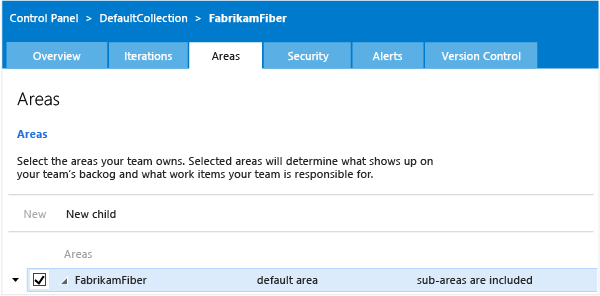 Control Panel > DefaultCollection > FabrikamFiber
Overview Iterations Areas Security Alerts Version Control
Areas
Areas
Select the areas your team owns. Selected areas will determine what shows up on
your team's backog and what work items your team is responsible for.
New New child
Areas
FabrikamFiber default area sub-areas are included